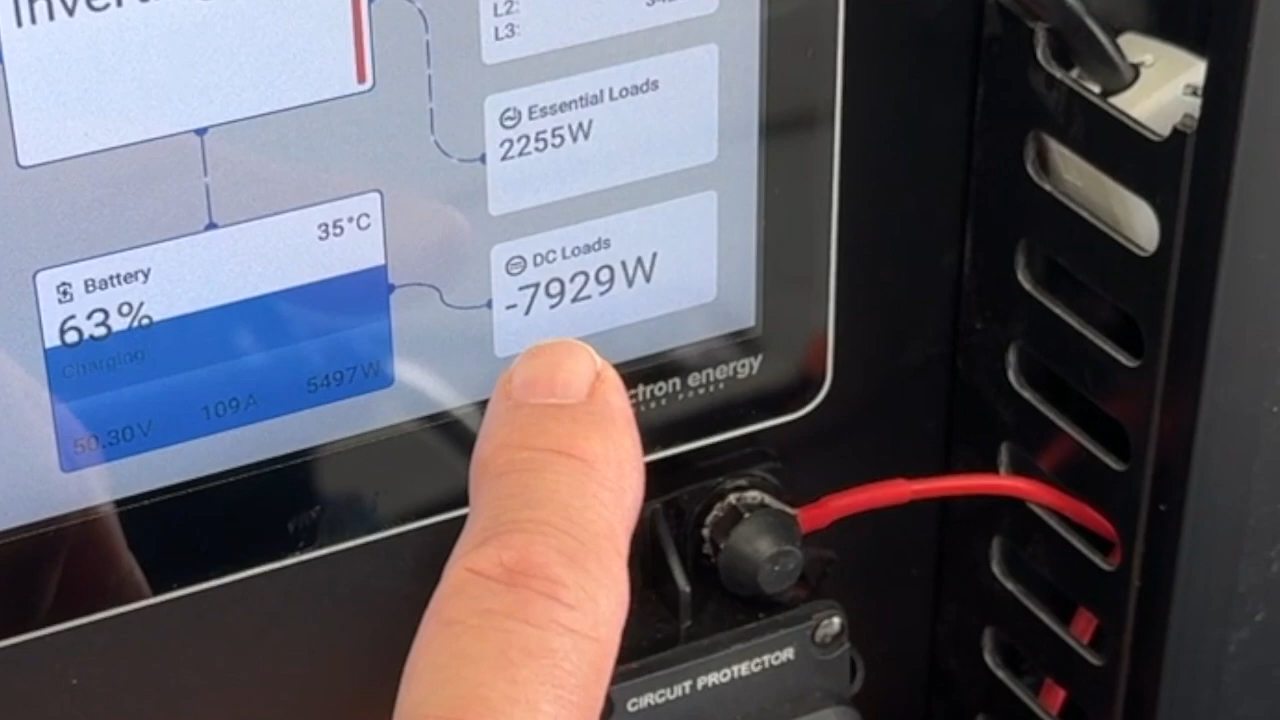 L2:
L3:
Essential Loads
2255W
35°C
Battery
63%
Charging
50.30V 109A 5497W
DC Loads
-7929W
ctron energy
CIRCUIT PROTECTOR